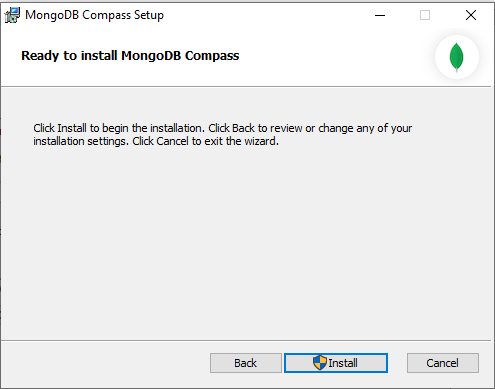 MongoDB Compass Setup
Ready to install MongoDB Compass
Click Install to begin the installation. Click Back to review or change any of your
installation settings. Click Cancel to exit the wizard.
Back
Install
Cancel